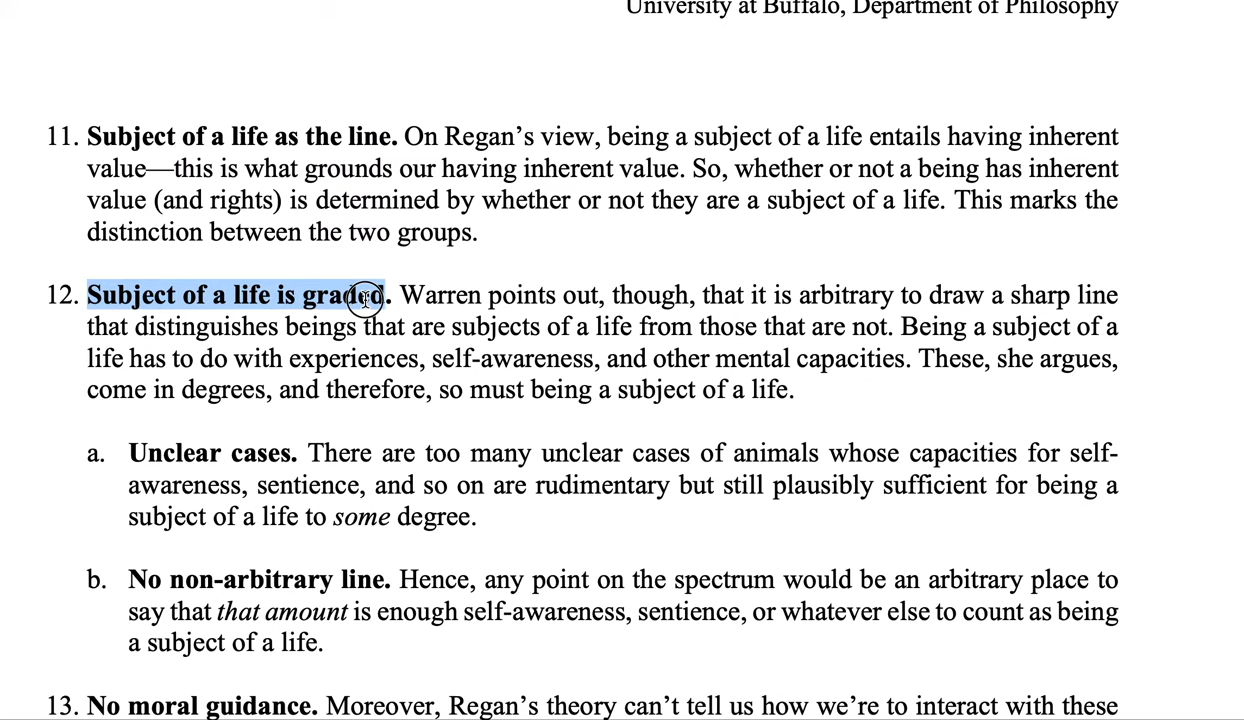 University at Buffalo, Department of Philosophy
11. Subject of a life as the line. On Regan’s view, being a subject of a life entails having inherent
value—this is what grounds our having inherent value. So, whether or not a being has inherent
value (and rights) is determined by whether or not they are a subject of a life. This marks the
distinction between the two groups.
12. Subject of a life is graded. Warren points out, though, that it is arbitrary to draw a sharp line
that distinguishes beings that are subjects of a life from those that are not. Being a subject of a
life has to do with experiences, self-awareness, and other mental capacities. These, she argues,
come in degrees, and therefore, so must being a subject of a life.
a. Unclear cases. There are too many unclear cases of animals whose capacities for self-
awareness, sentience, and so on are rudimentary but still plausibly sufficient for being a
subject of a life to some degree.
b. No non-arbitrary line. Hence, any point on the spectrum would be an arbitrary place to
say that that amount is enough self-awareness, sentience, or whatever else to count as being
a subject of a life.
13. No moral guidance. Moreover, Regan’s theory can’t tell us how we’re to interact with these